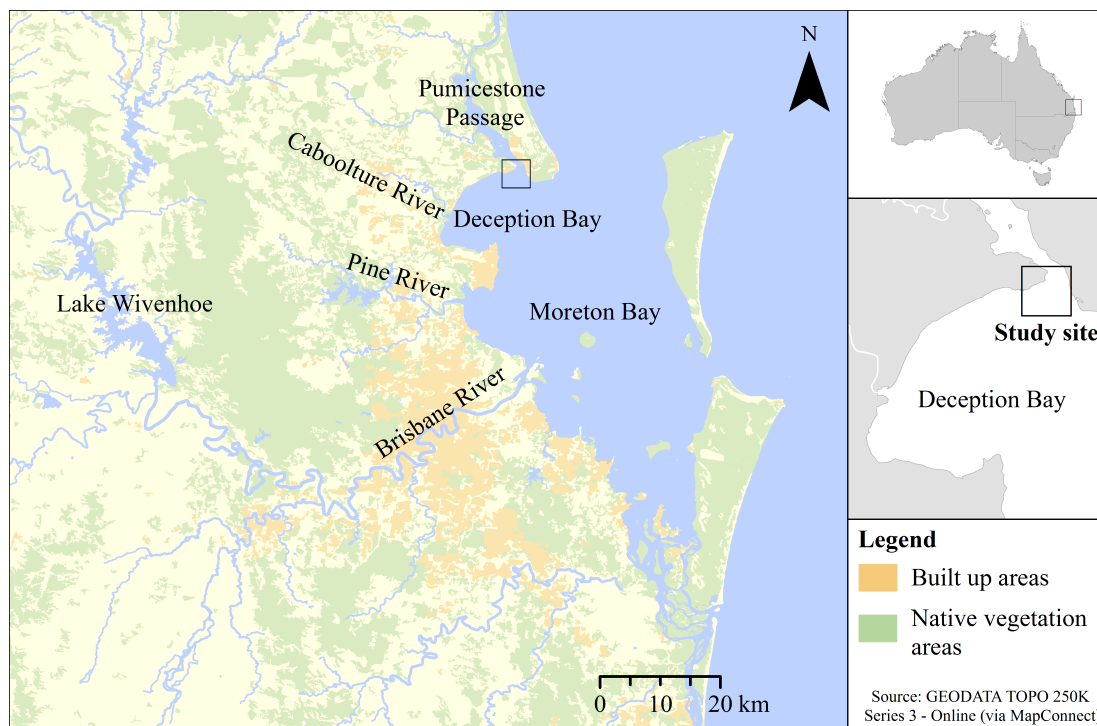 N
Pumicestone
Passage
Caboolture River
Deception Bay
Pine River
Lake Wivenhoe
Moreton Bay
Brisbane River
0 10 20 km
Study site
Deception Bay
Legend
Built up areas
Native vegetation
areas
Source: GEODATA TOPO 250K
Series 3 - Online (via MapConnect)